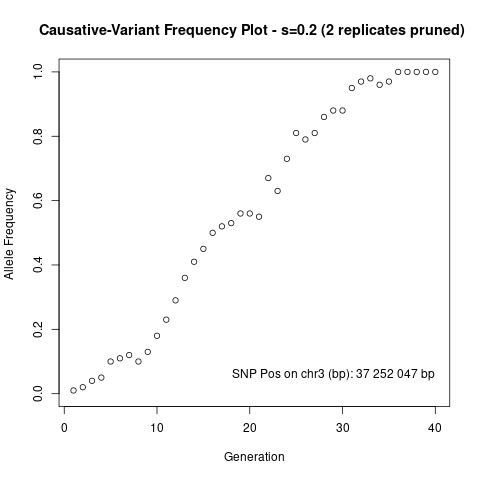 Causative-Variant Frequency Plot - s=0.2 (2 replicates pruned)
Allele Frequency
1.0
0.8
0.6
0.4
0.2
0.0
SNP Pos on chr3 (bp): 37 252 047 bp
0 10 20 30 40
Generation